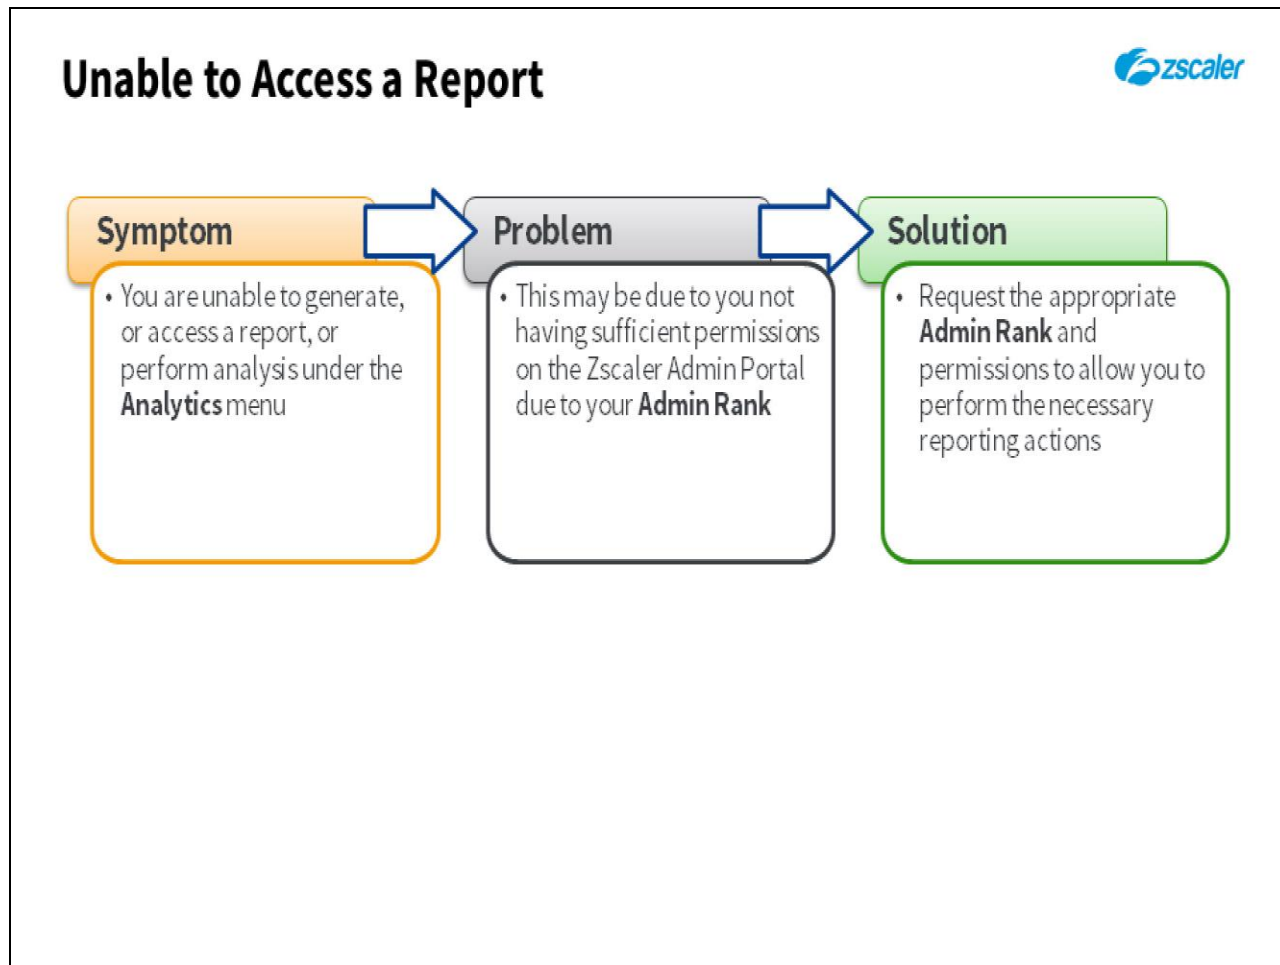 Unable to Access a Report
zscaler
Symptom
• You are unable to generate,
or access a report, or
perform analysis under the
Analytics menu
Problem
• This may be due to you not
having sufficient permissions
on the Zscaler Admin Portal
due to your Admin Rank
Solution
• Request the appropriate
Admin Rank and
permissions to allow you to
perform the necessary
reporting actions